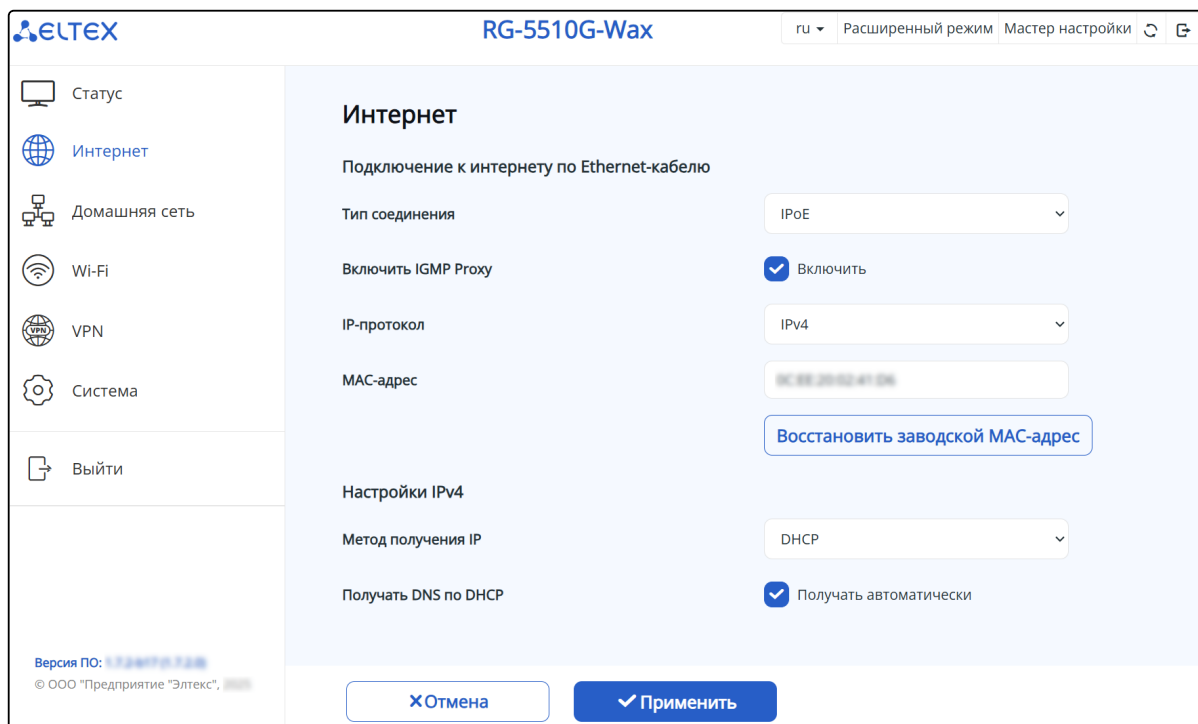 ELTEX
RG-5510G-Wax
ru Расширенный режим Мастер настройки
Статус
Интернет
Домашняя сеть
Wi-Fi
VPN
VPN
Система
Выйти
Интернет
Подключение к интернету по Ethernet-кабелю
Тип соединения IPoE
Включить IGMP Proxy Включить
IP-протокол IPv4
MAC-адрес
Восстановить заводской MAC-адрес
Настройки IPv4
Метод получения IP DHCP
Получать DNS по DHCP Получать автоматически
Версия ПО:
© ООО "Предприятие "Элтекс",
Отмена Применить